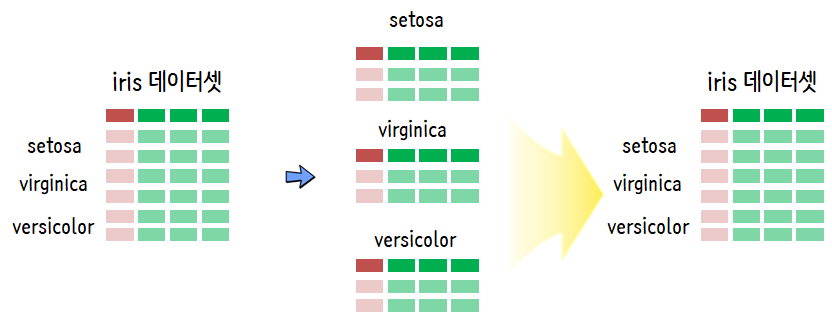 iris 데이터셋
setosa
virginica
versicolor
setosa
virginica
versicolor
iris 데이터셋
setosa
virginica
versicolor